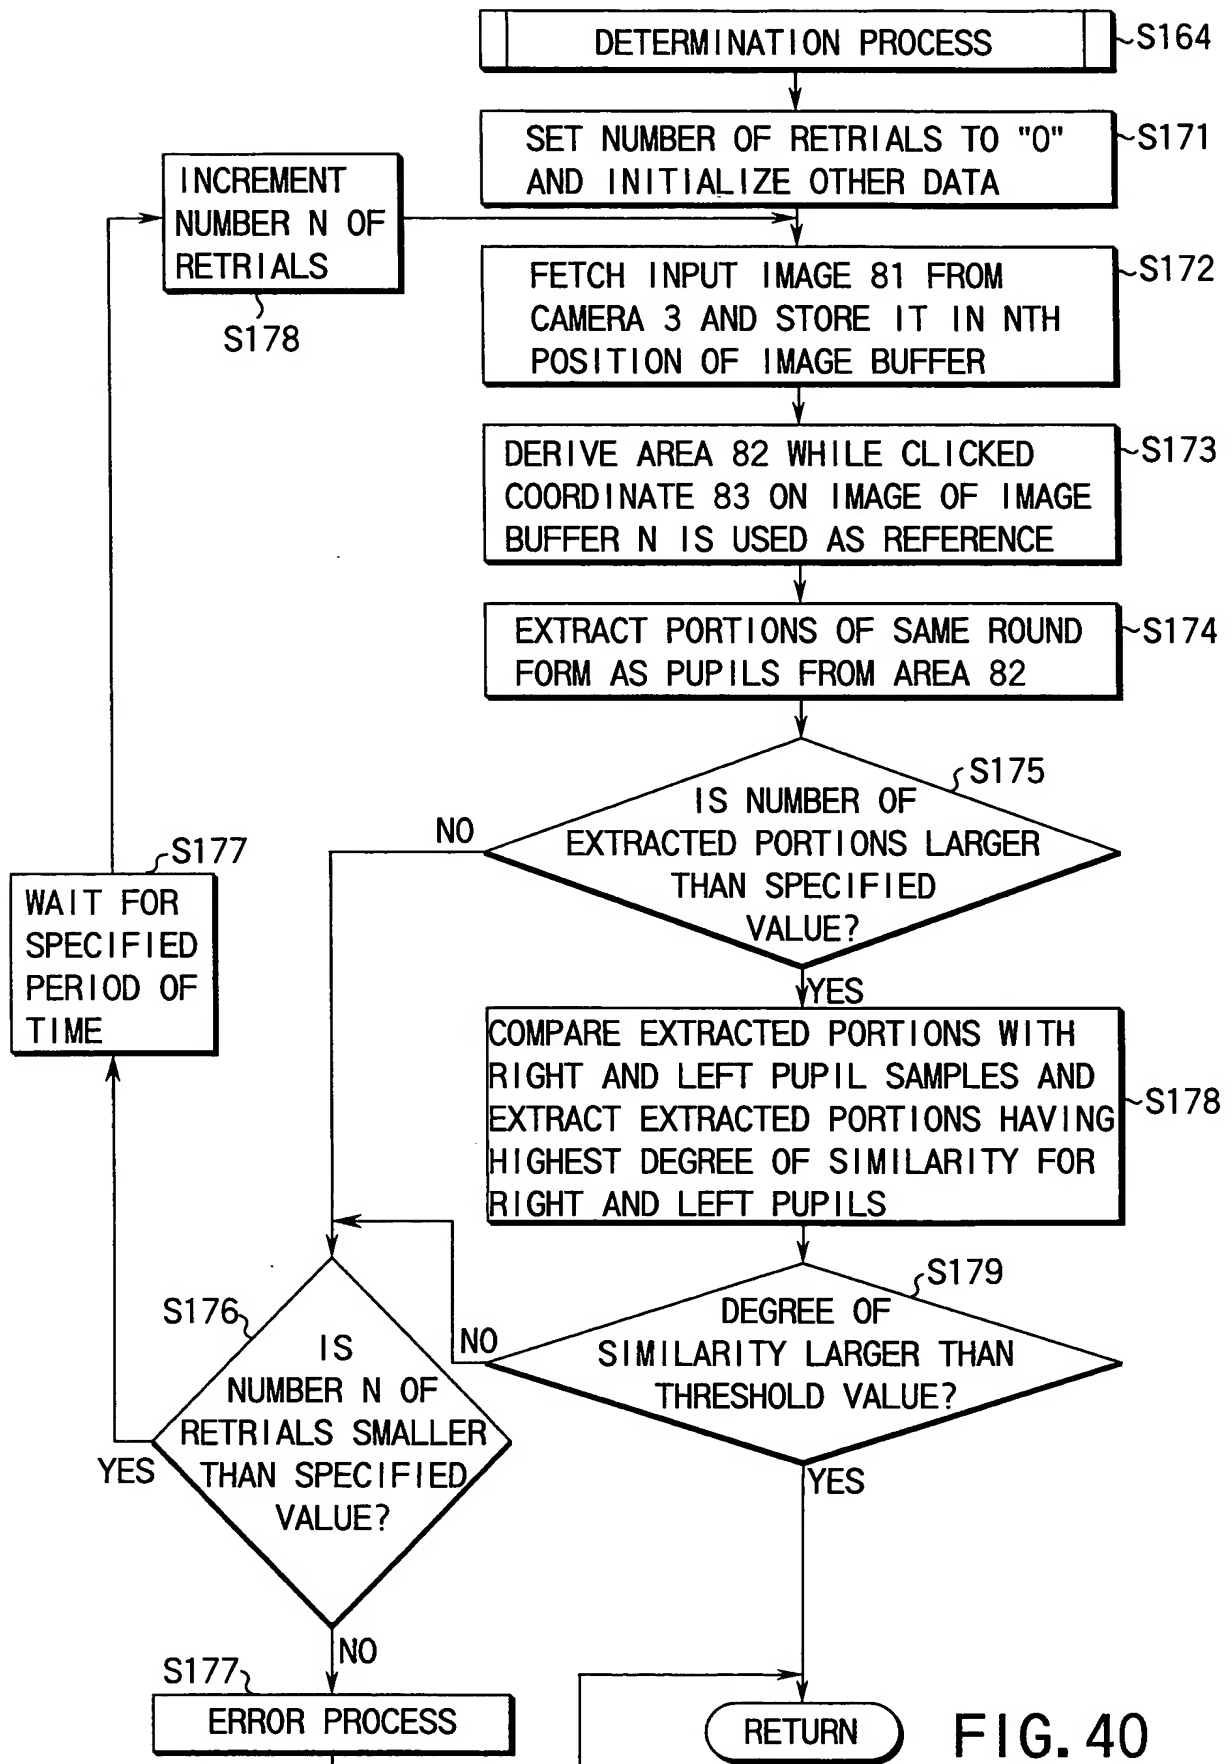 DETERMINATION PROCESS
S164
SET NUMBER OF RETRIALS TO "0"
AND INITIALIZE OTHER DATA
S171
INCREMENT
NUMBER N OF
RETRIALS
S178
FETCH INPUT IMAGE 81 FROM
CAMERA 3 AND STORE IT IN NTH
POSITION OF IMAGE BUFFER
S172
DERIVE AREA 82 WHILE CLICKED
COORDINATE 83 ON IMAGE OF IMAGE
BUFFER N IS USED AS REFERENCE
S173
EXTRACT PORTIONS OF SAME ROUND
FORM AS PUPILS FROM AREA 82
S174
S175
IS NUMBER OF
EXTRACTED PORTIONS LARGER
THAN SPECIFIED
VALUE?
NO
YES
S177
WAIT FOR
SPECIFIED
PERIOD OF
TIME
COMPARE EXTRACTED PORTIONS WITH
RIGHT AND LEFT PUPIL SAMPLES AND
EXTRACT EXTRACTED PORTIONS HAVING
HIGHEST DEGREE OF SIMILARITY FOR
RIGHT AND LEFT PUPILS
S178
S179
DEGREE OF
SIMILARITY LARGER THAN
THRESHOLD VALUE?
NO
YES
S176
IS
NUMBER N OF
RETRIALS SMALLER
THAN SPECIFIED
VALUE?
YES
NO
S177
ERROR PROCESS
RETURN
FIG. 40